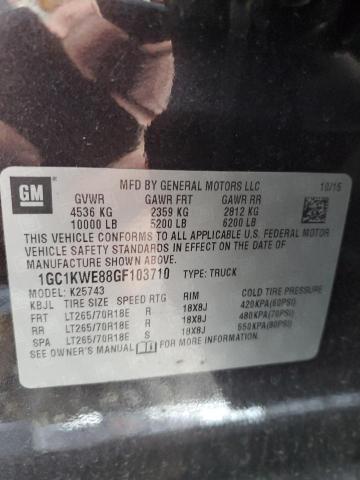 GM
MFD BY GENERAL MOTORS LLC 10/15
GVWR GAWR FRT GAWR RR
4536 KG 2359 KG 2812 KG
10000 LB 5200 LB 6200 LB
THIS VEHICLE CONFORMS TO ALL APPLICABLE U.S. FEDERAL MOTOR
VEHICLE SAFETY STANDARDS IN EFFECT ON THE DATE OF
MANUFACTURE SHOWN ABOVE.
1GC1KWE88GF103710 TYPE: TRUCK
MODEL: K25743
KBJL TIRE SIZE SPEED RTG RIM COLD TIRE PRESSURE
FRT LT265/70R18E R 18X8J 420KPA(60PSI)
RR LT265/70R18E R 18X8J 480KPA(70PSI)
SPA LT265/70R18E S 18X8J 550KPA(80PSI)
SEE OWNER'S MANUAL FOR MORE INFORMATION.